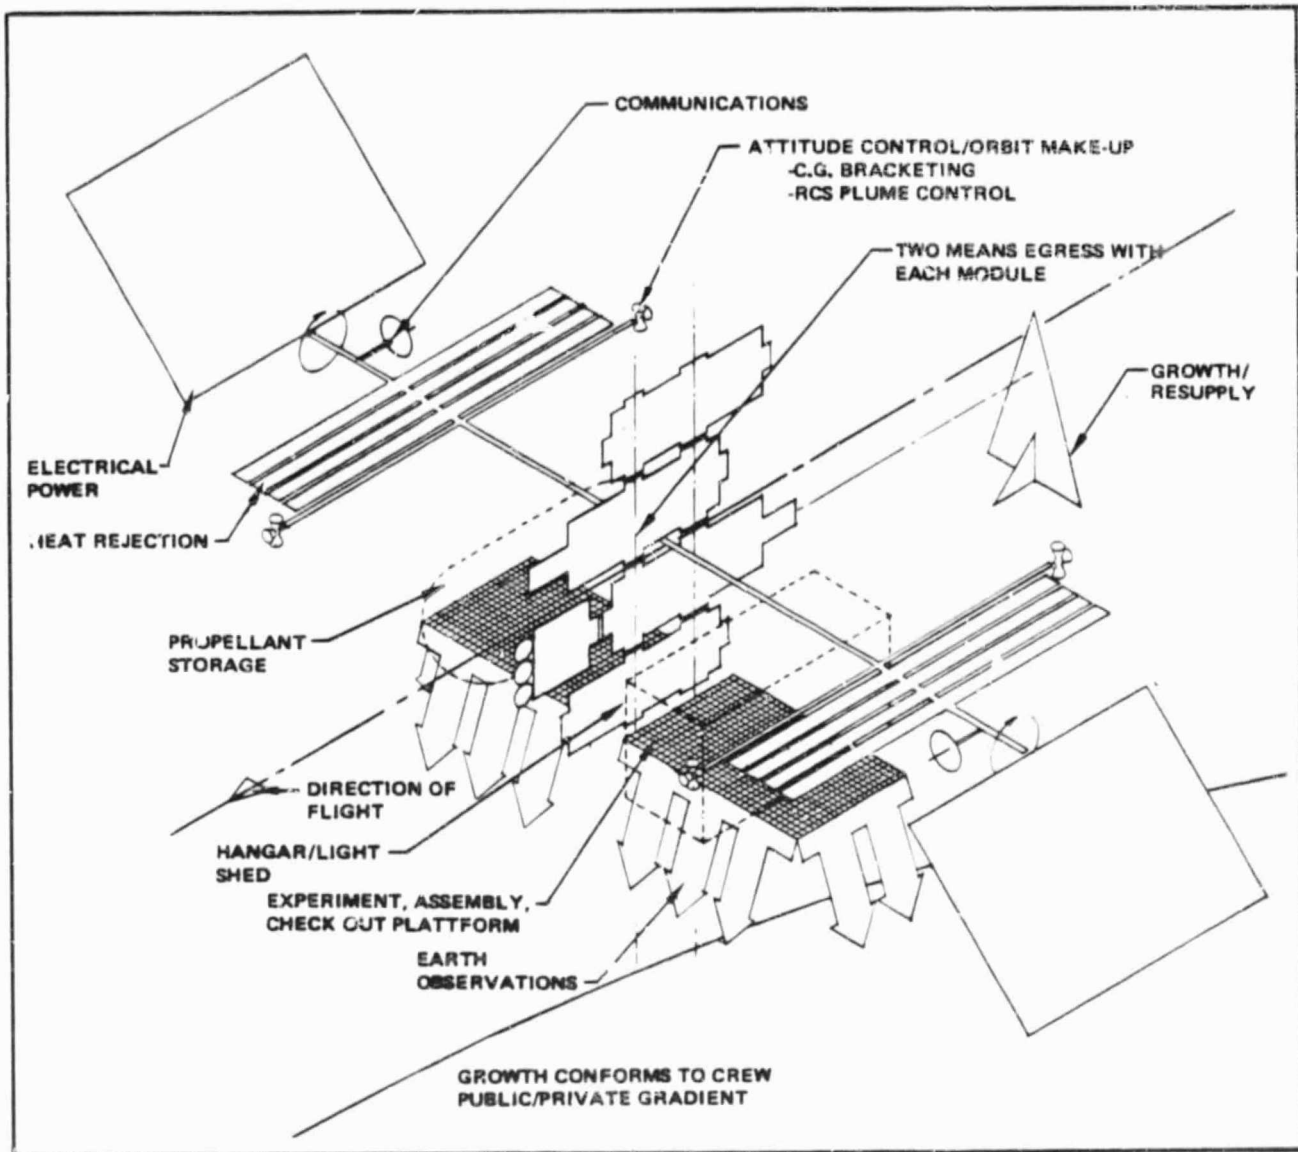 COMMUNICATIONS
ATTITUDE CONTROL/ORBIT MAKE-UP
-C.G. BRACKETING
-RCS PLUME CONTROL
TWO MEANS EGRESS WITH
EACH MODULE
GROWTH/
RESUPPLY
ELECTRICAL
POWER
HEAT REJECTION
PROPELLANT
STORAGE
DIRECTION OF
FLIGHT
HANGAR/LIGHT
SHED
EXPERIMENT, ASSEMBLY,
CHECK OUT PLATTFORM
EARTH
OBSERVATIONS
GROWTH CONFORMS TO CREW
PUBLIC/PRIVATE GRADIENT